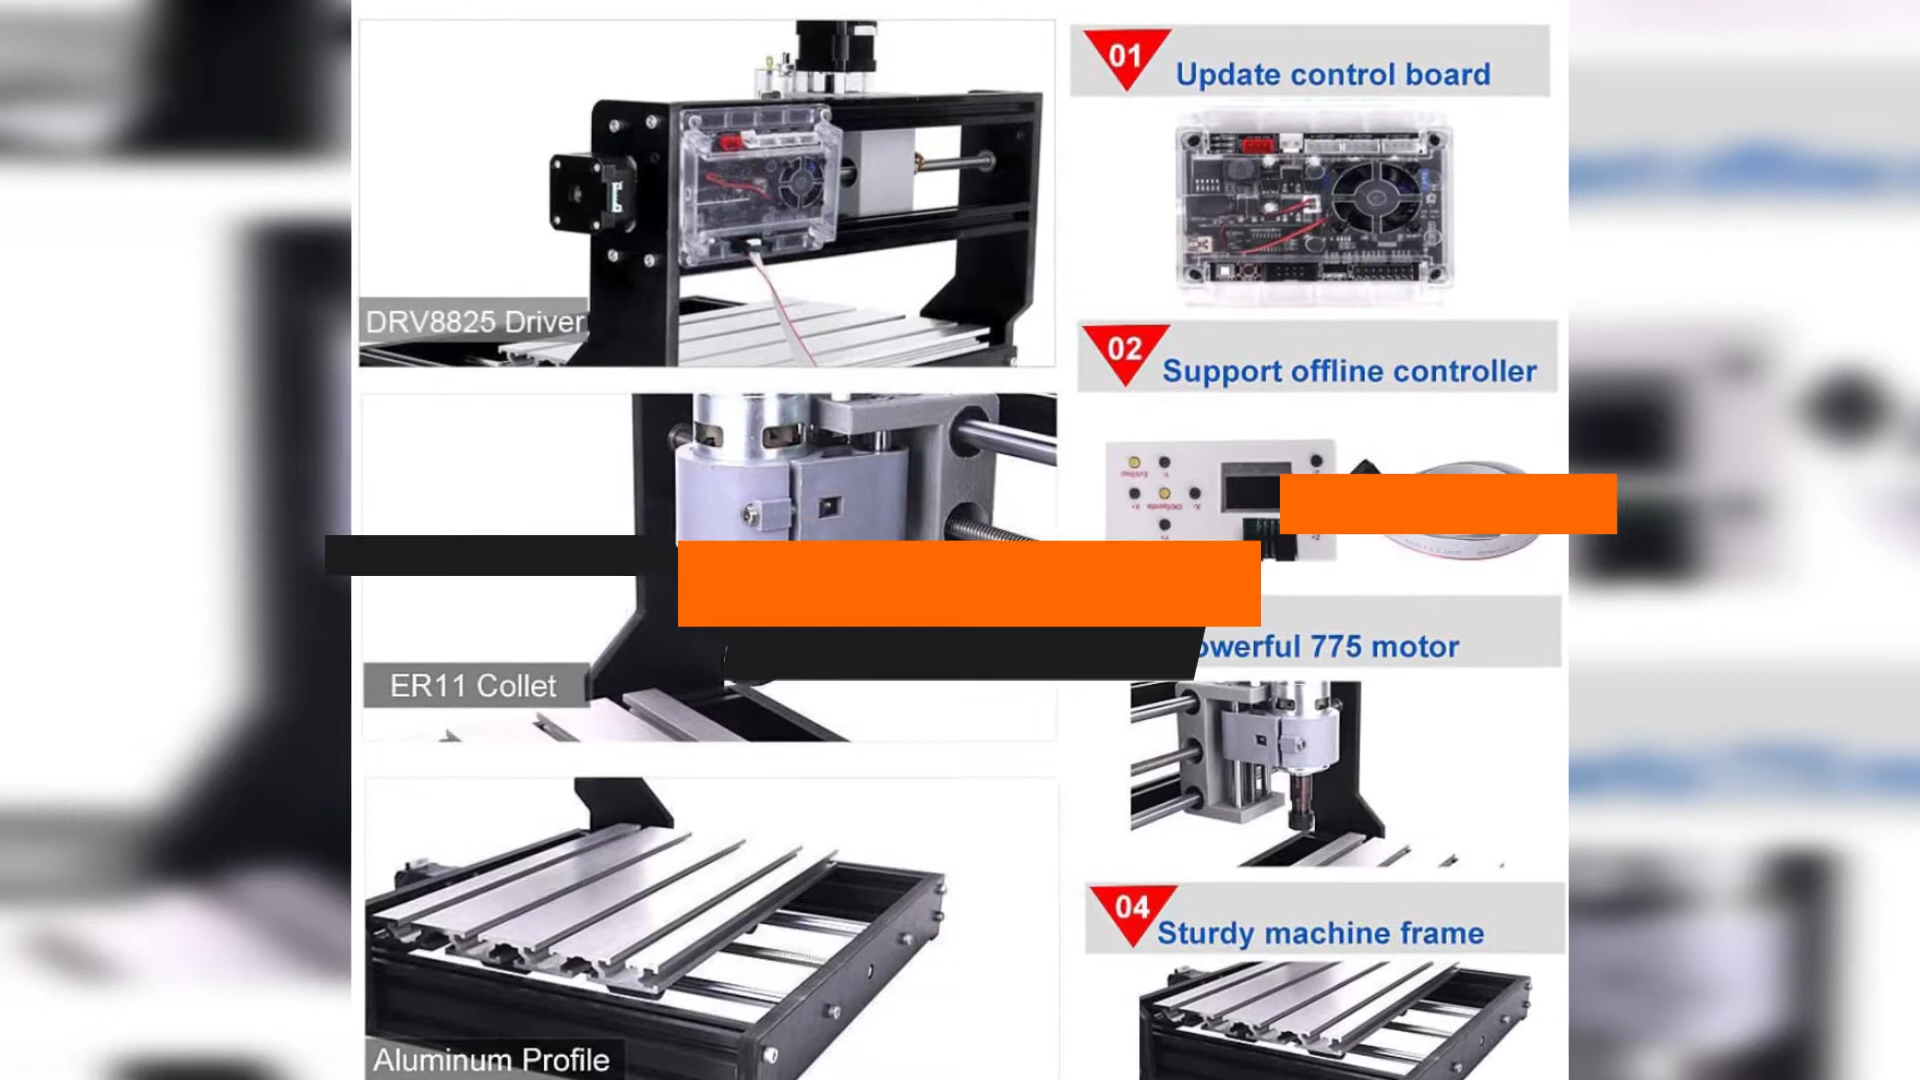 DRV8825 Driver
ER11 Collet
Aluminum Profile
01
Update control board
02
Support offline controller
775 motor
04
Sturdy machine frame